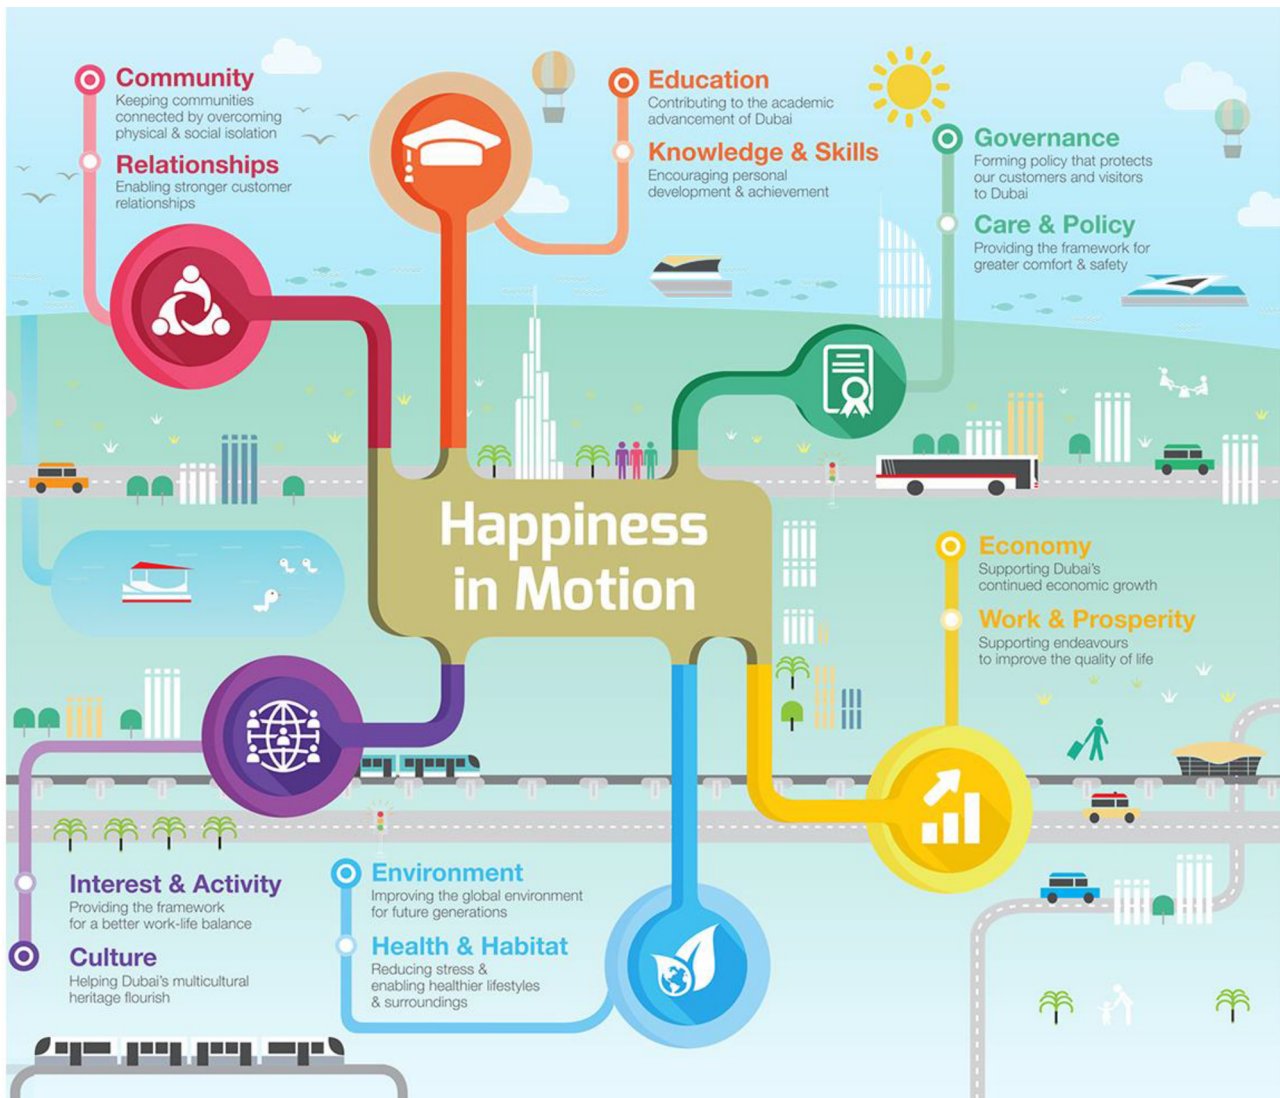 Community
Keeping communities
connected by overcoming
physical & social isolation
Relationships
Enabling stronger customer
relationships
Education
Contributing to the academic
advancement of Dubai
Knowledge & Skills
Encouraging personal
development & achievement
Governance
Forming policy that protects
our customers and visitors
to Dubai
Care & Policy
Providing the framework for
greater comfort & safety
Happiness
in Motion
Economy
Supporting Dubai's
continued economic growth
Work & Prosperity
Supporting endeavours
to improve the quality of life
Interest & Activity
Providing the framework
for a better work-life balance
Culture
Helping Dubai's multicultural
heritage flourish
Environment
Improving the global environment
for future generations
Health & Habitat
Reducing stress &
enabling healthier lifestyles
& surroundings